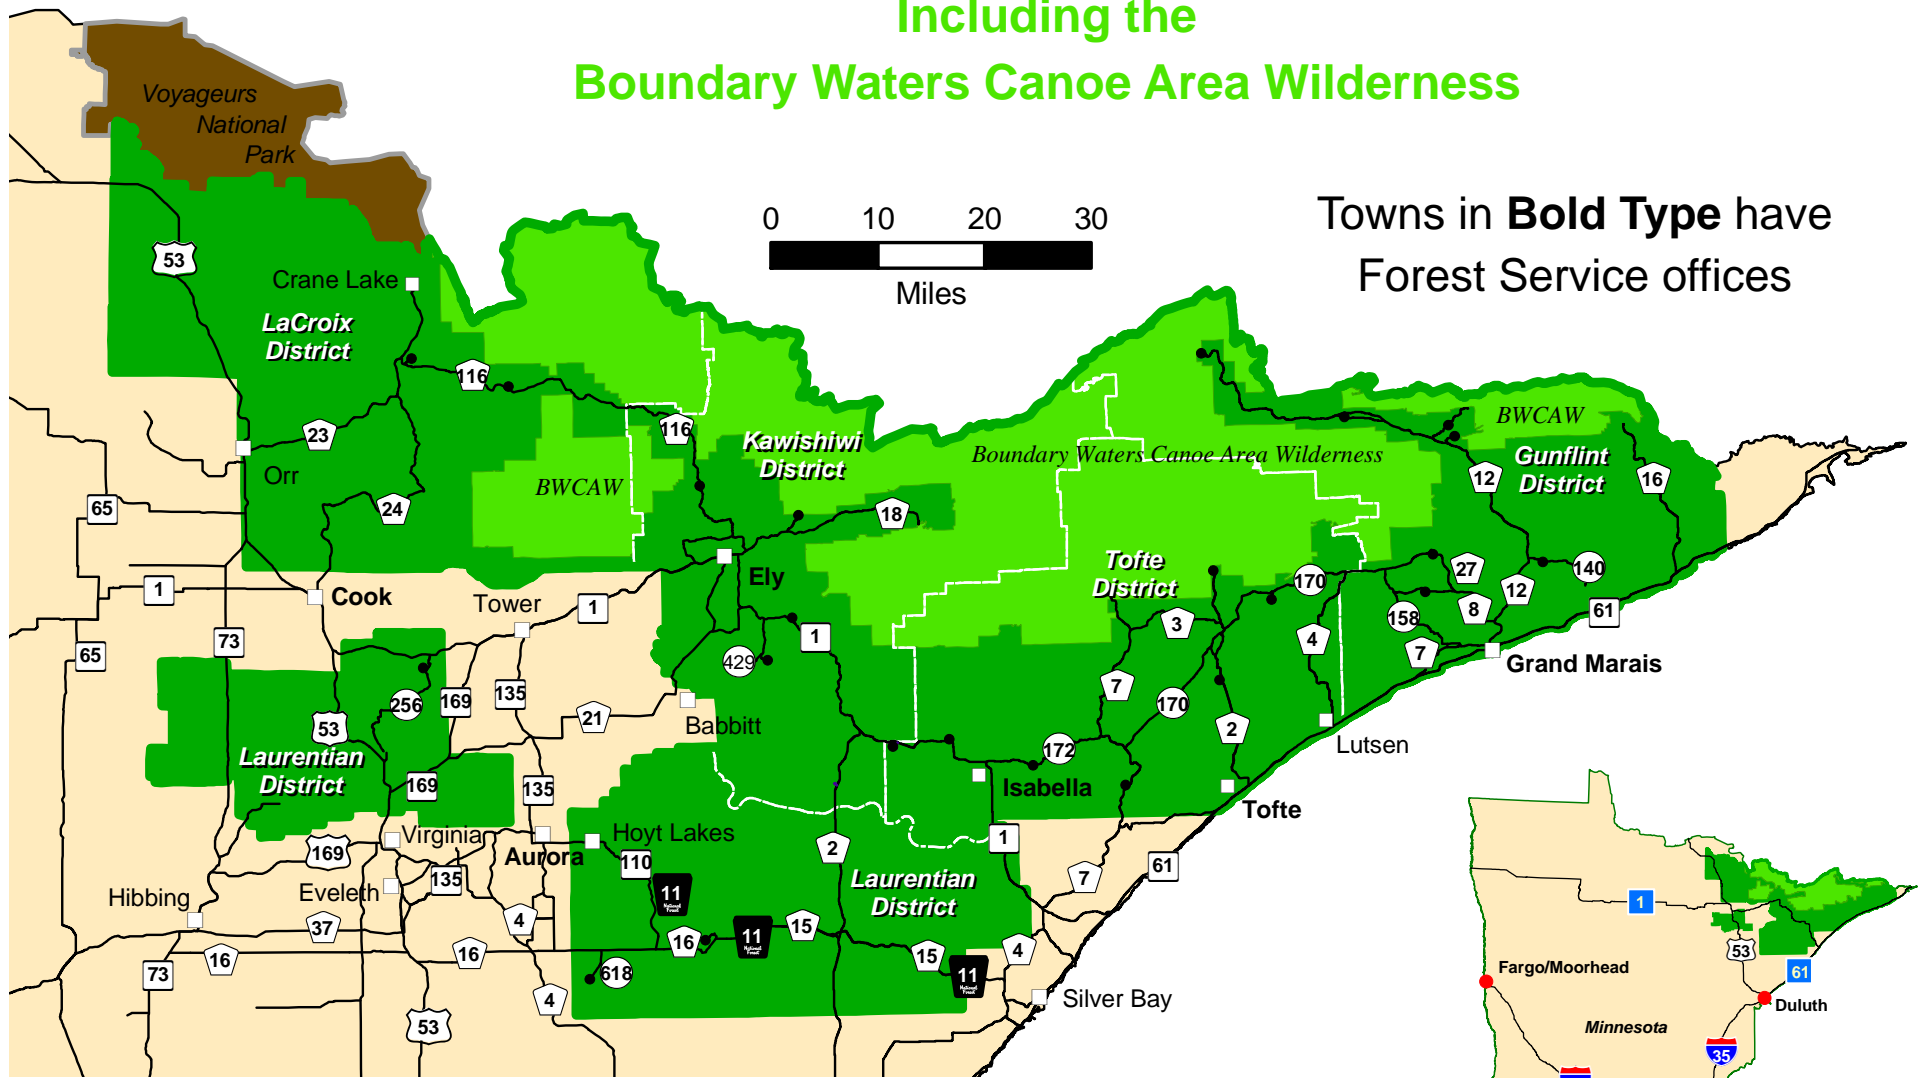 Including the
Boundary Waters Canoe Area Wilderness
Voyageurs
National
Park
0 10 20 30
Miles
Towns in Bold Type have
Forest Service offices
53
Crane Lake
LaCroix
District
116
116
23
Orr
24
65
BWCAW
Kawishiwi
District
Boundary Waters Canoe Area Wilderness
BWCAW
Gunflint
District
12
16
18
Ely
Tofte
District
170
27
140
12
8
158
61
7
Grand Marais
1
Cook
Tower
1
73
65
429
1
3
4
7
170
2
Lutsen
256
169
135
21
Babbitt
53
Laurentian
District
169
135
172
Isabella
Tofte
Virginia
169
Aurora
Hoyt Lakes
110
2
1
61
7
Eveleth
135
Hibbing
37
4
11
National
Forest
Laurentian
District
16
16
73
16
11
National
Forest
15
15
4
11
National
Forest
618
4
53
Silver Bay
1
53
61
Fargo/Moorhead
Duluth
Minnesota
35